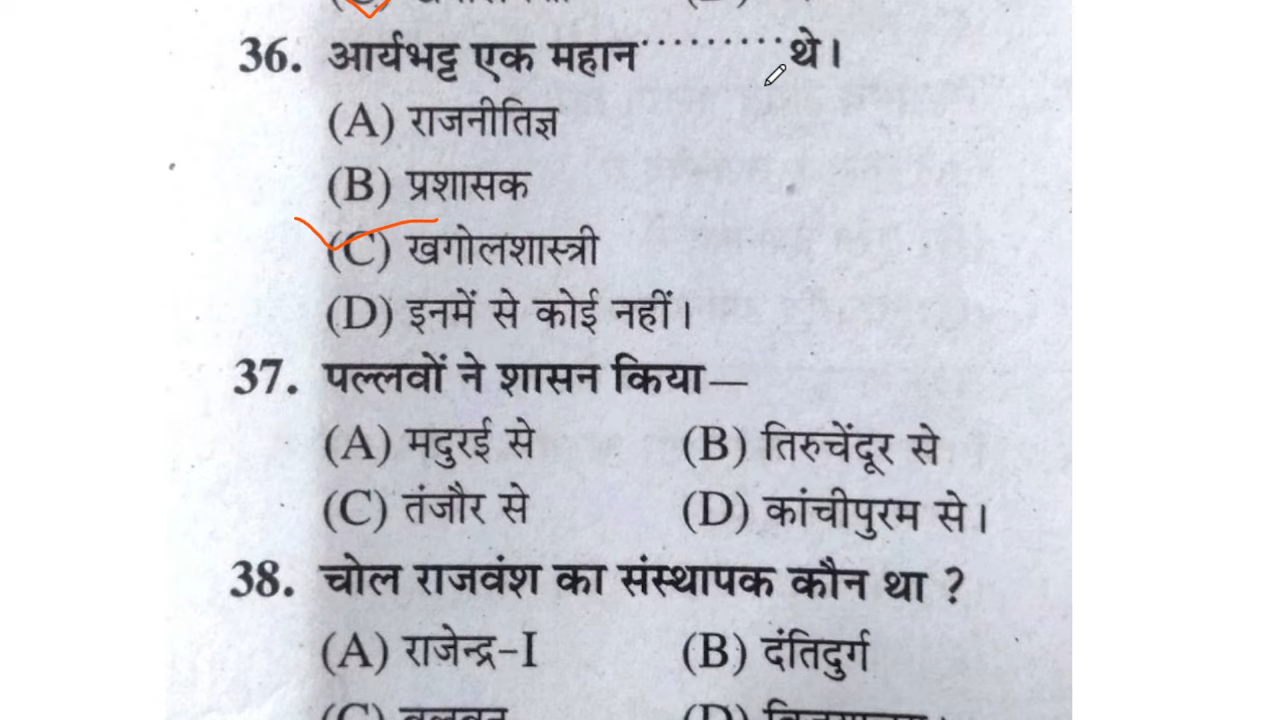 36. आर्यभट्ट एक महान ......... थे।
(A) राजनीतिज्ञ
(B) प्रशासक
(C) खगोलशास्त्री
(D) इनमें से कोई नहीं।
37. पल्लवों ने शासन किया—
(A) मदुरई से (B) तिरुचेंदूर से
(C) तंजौर से (D) कांचीपुरम से।
38. चोल राजवंश का संस्थापक कौन था ?
(A) राजेन्द्र-I (B) दंतिदुर्ग
(C) (D)